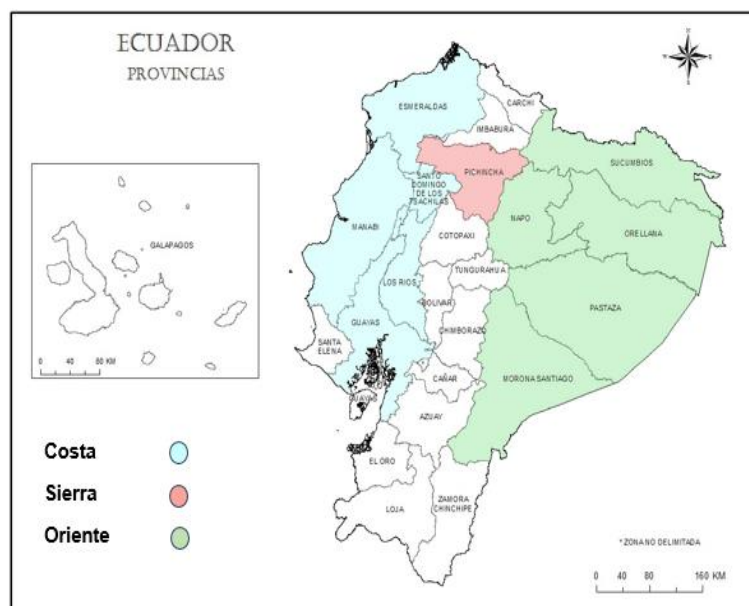 ECUADOR
PROVINCIAS
N
ESMERALDAS
CARCHI
IMBABURA
SUCUMBIOS
PICHINCHA
SANTO
DOMINGO
DE LOS
TSACHILAS
NAPO
ORELLANA
MANABI
COTOPAXI
GALAPAGOS
TUNGURAHUA
LOS RIOS
BOLIVAR
PASTAZA
GUAYAS
CHIMBORAZO
SANTA
ELENA
0 40 80 KM
CAÑAR
MORONA SANTIAGO
GUAYAS
AZUAY
Costa
EL ORO
Sierra
ZAMORA
CHINCHIPE
LOJA
Oriente
* ZONA NO DELIMITADA
0 40 80 160 KM